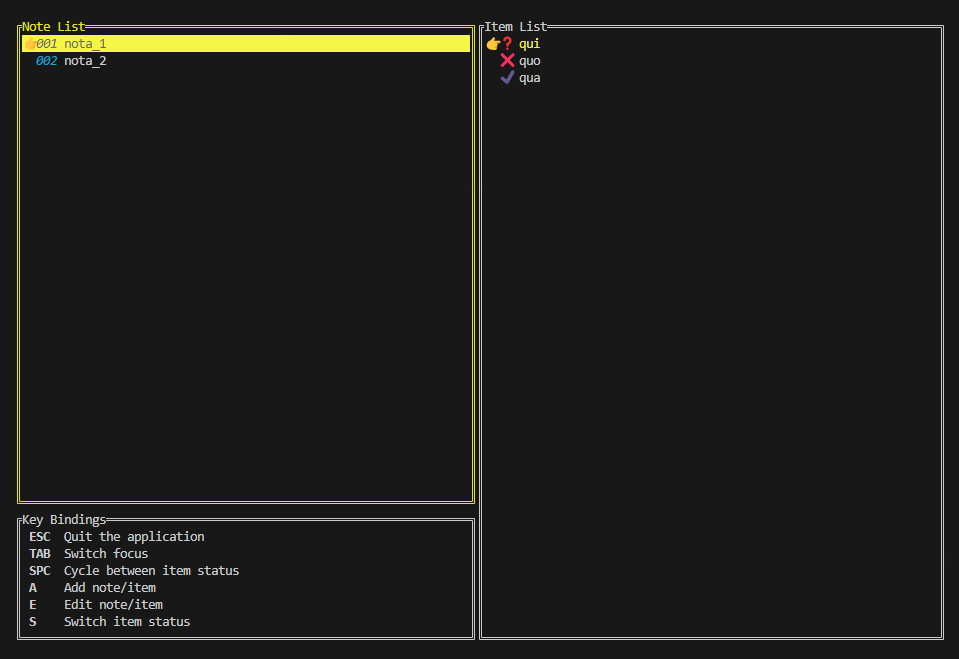 Note List
👉001 nota_1
002 nota_2
Item List
👉❓ qui
❌ quo
✔ qua
Key Bindings
ESC Quit the application
TAB Switch focus
SPC Cycle between item status
A Add note/item
E Edit note/item
S Switch item status